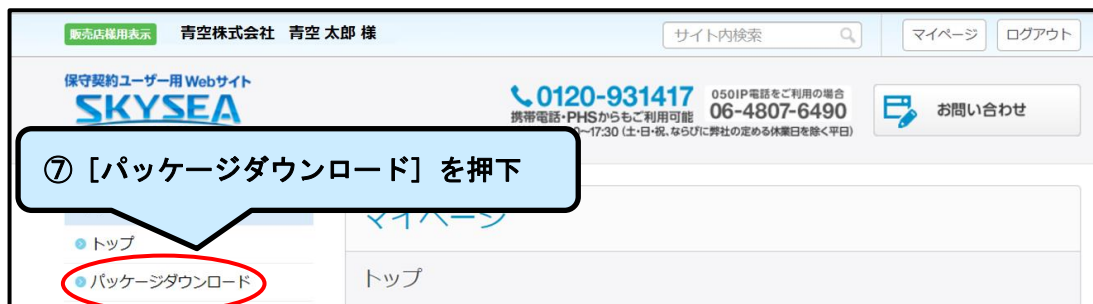 販売店様用表示 青空株式会社 青空 太郎 様 サイト内検索 マイページ ログアウト
保守契約ユーザー用 Webサイト
SKYSEA
0120-931417
携帯電話・PHSからもご利用可能
050IP電話をご利用の場合
06-4807-6490
~17:30 (土・日・祝、ならびに弊社の定める休業日を除く平日)
お問い合わせ
⑦ [パッケージダウンロード] を押下
マイページ
トップ
パッケージダウンロード
トップ